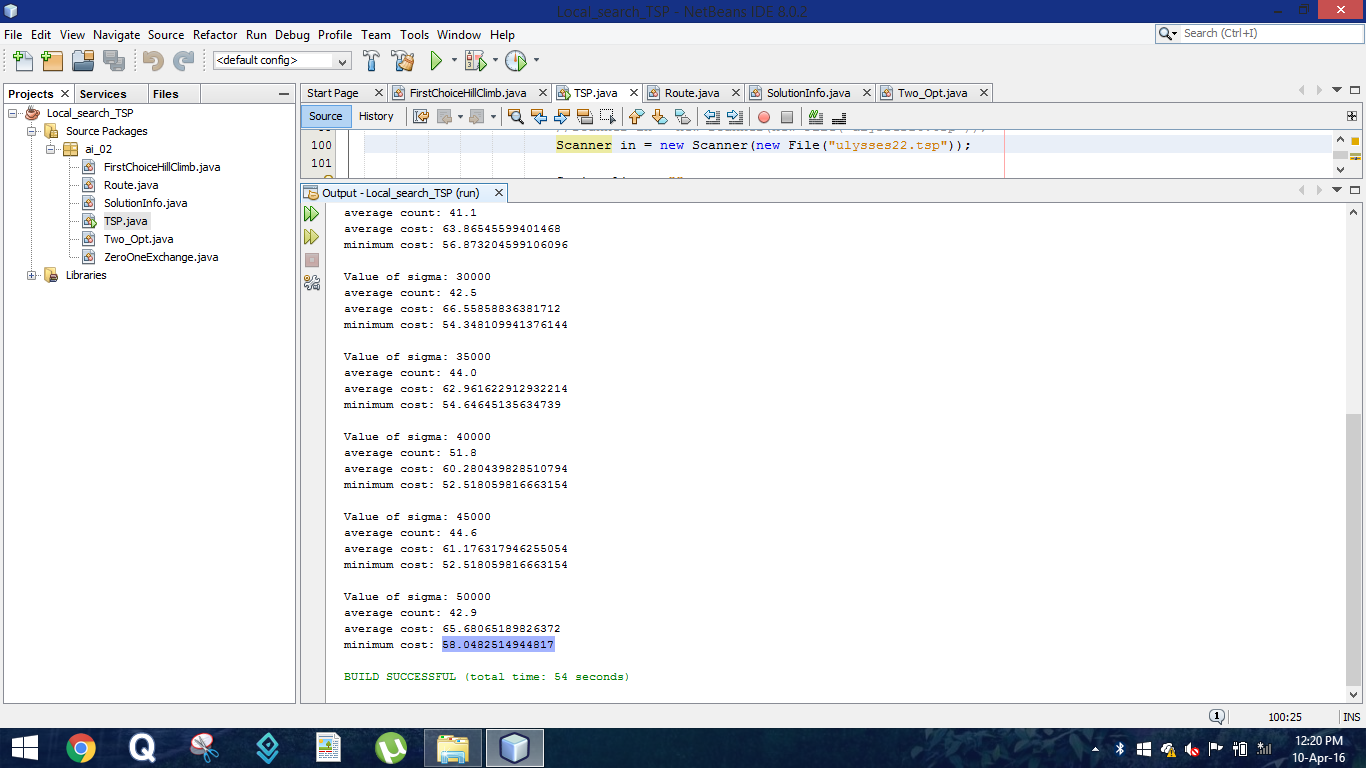 Local_search_TSP - NetBeans IDE 8.0.2
File Edit View Navigate Source Refactor Run Debug Profile Team Tools Window Help
Search (Ctrl+I)
<default config>
Projects Services Files
Local_search_TSP
Source Packages
ai_02
FirstChoiceHillClimb.java
Route.java
SolutionInfo.java
TSP.java
Two_Opt.java
ZeroOneExchange.java
Libraries
Start Page FirstChoiceHillClimb.java TSP.java Route.java SolutionInfo.java Two_Opt.java
Source History
100 Scanner in = new Scanner(new File("ulysses22.tsp"));
101
Output - Local_search_TSP (run)
average count: 41.1
average cost: 63.86545599401468
minimum cost: 56.873204599106096
Value of sigma: 30000
average count: 42.5
average cost: 66.55858836381712
minimum cost: 54.348109941376144
Value of sigma: 35000
average count: 44.0
average cost: 62.961622912932214
minimum cost: 54.64645135634739
Value of sigma: 40000
average count: 51.8
average cost: 60.280439828510794
minimum cost: 52.518059816663154
Value of sigma: 45000
average count: 44.6
average cost: 61.176317946255054
minimum cost: 52.518059816663154
Value of sigma: 50000
average count: 42.9
average cost: 65.68065189826372
minimum cost: 58.0482514944817
BUILD SUCCESSFUL (total time: 54 seconds)
1 100:25 INS
12:20 PM
10-Apr-16